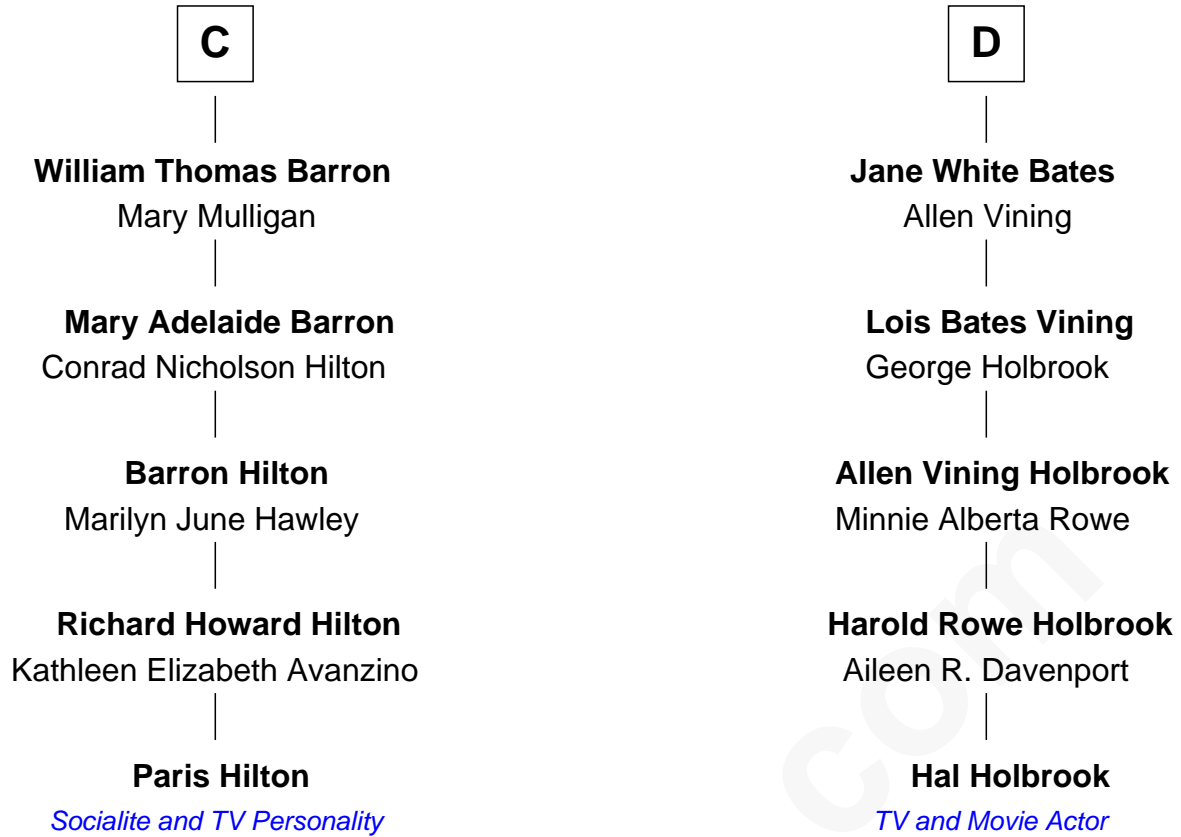 C
William Thomas Barron
Mary Mulligan
Mary Adelaide Barron
Conrad Nicholson Hilton
Barron Hilton
Marilyn June Hawley
Richard Howard Hilton
Kathleen Elizabeth Avanzino
Paris Hilton
Socialite and TV Personality
D
Jane White Bates
Allen Vining
Lois Bates Vining
George Holbrook
Allen Vining Holbrook
Minnie Alberta Rowe
Harold Rowe Holbrook
Aileen R. Davenport
Hal Holbrook
TV and Movie Actor
com